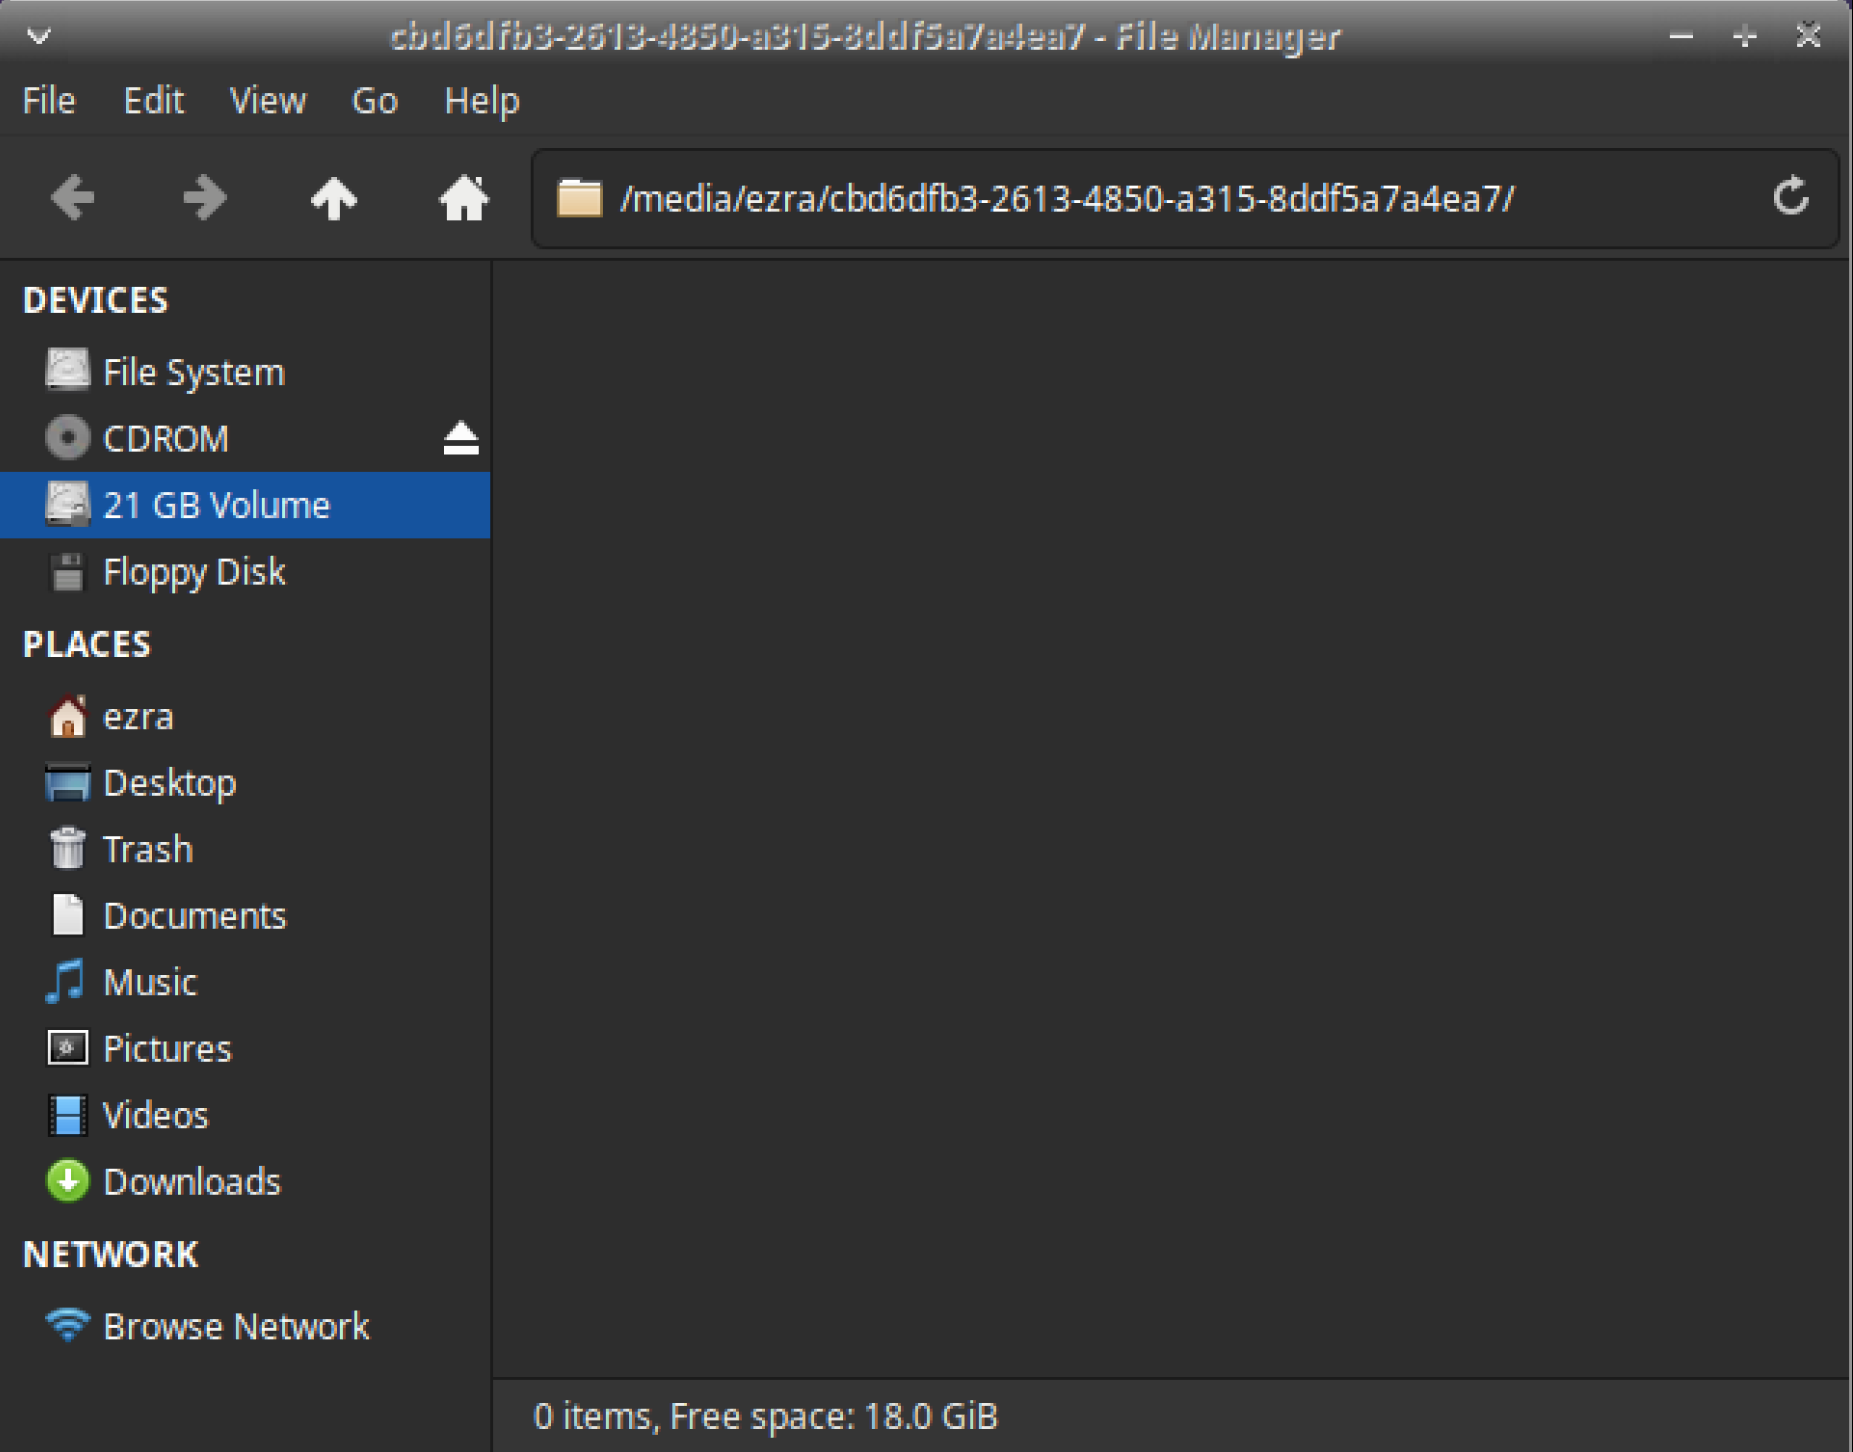 cbd6dfb3-2613-4850-a315-8ddf5a7a4ea7 - File Manager
File Edit View Go Help
/media/ezra/cbd6dfb3-2613-4850-a315-8ddf5a7a4ea7/
DEVICES
File System
CDROM
21 GB Volume
Floppy Disk
PLACES
ezra
Desktop
Trash
Documents
Music
Pictures
Videos
Downloads
NETWORK
Browse Network
0 items, Free space: 18.0 GiB